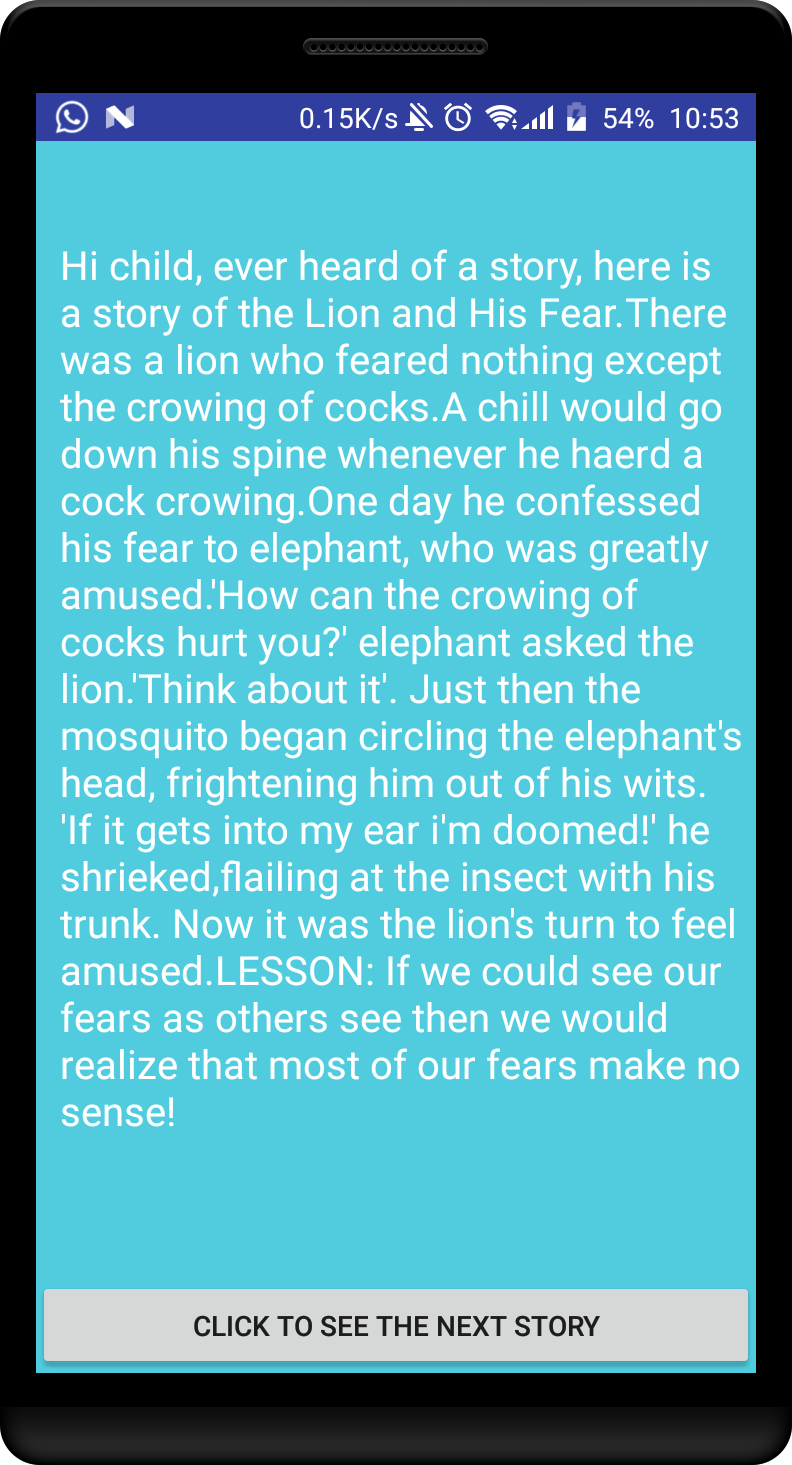 0.15K/s 54% 10:53
Hi child, ever heard of a story, here is
a story of the Lion and His Fear.There
was a lion who feared nothing except
the crowing of cocks.A chill would go
down his spine whenever he haerd a
cock crowing.One day he confessed
his fear to elephant, who was greatly
amused.'How can the crowing of
cocks hurt you?' elephant asked the
lion.'Think about it'. Just then the
mosquito began circling the elephant's
head, frightening him out of his wits.
'If it gets into my ear i'm doomed!' he
shrieked,flailing at the insect with his
trunk. Now it was the lion's turn to feel
amused.LESSON: If we could see our
fears as others see then we would
realize that most of our fears make no
sense!
CLICK TO SEE THE NEXT STORY